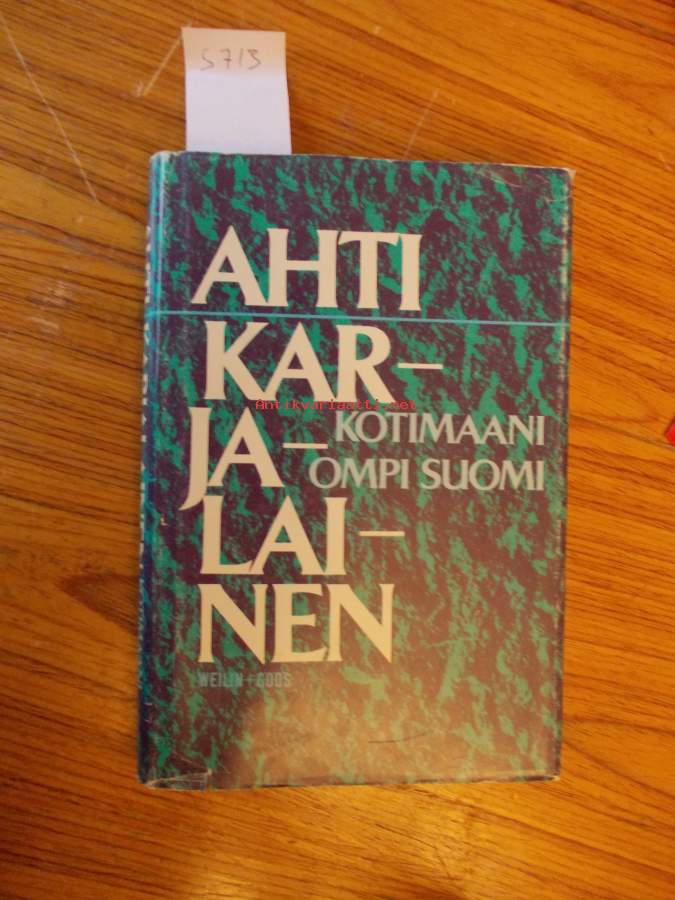 5713
AHTI
KAR–
JA–
LAI–
NEN
KOTIMAANI
OMPI SUOMI
WEILIN+GÖÖS
Antikvariaatti.net